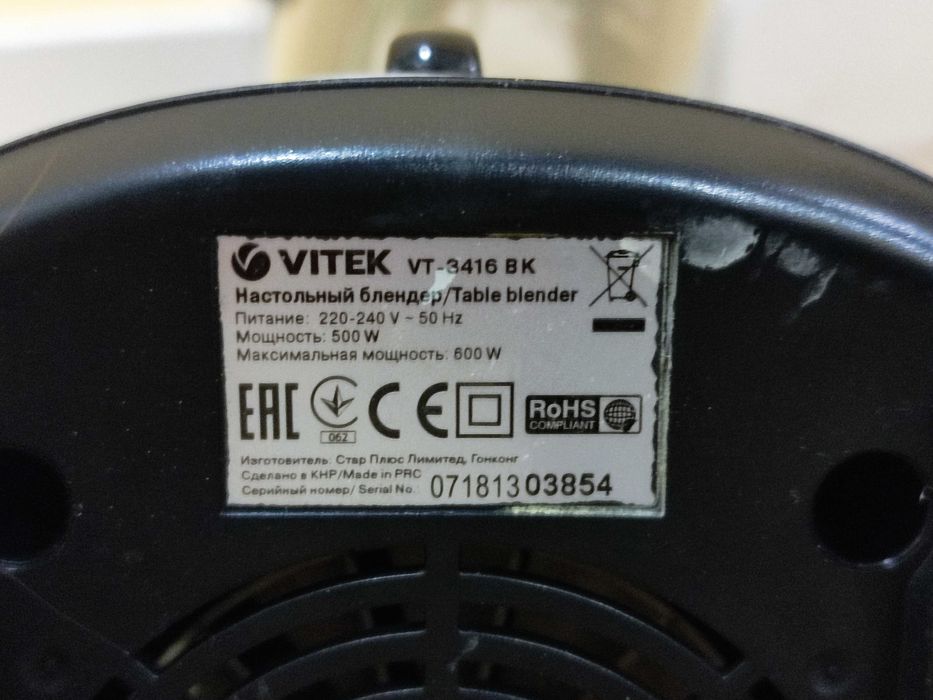 VITEK VT-3416 BK
Настольный блендер/Table blender
Питание: 220-240 V ~ 50 Hz
Мощность: 500 W
Максимальная мощность: 600 W
EAC 062 CE RoHS COMPLIANT
Изготовитель: Стар Плюс Лимитед, Гонконг
Сделано в КНР/Made in PRC
Серийный номер/ Serial No.: 07181303854